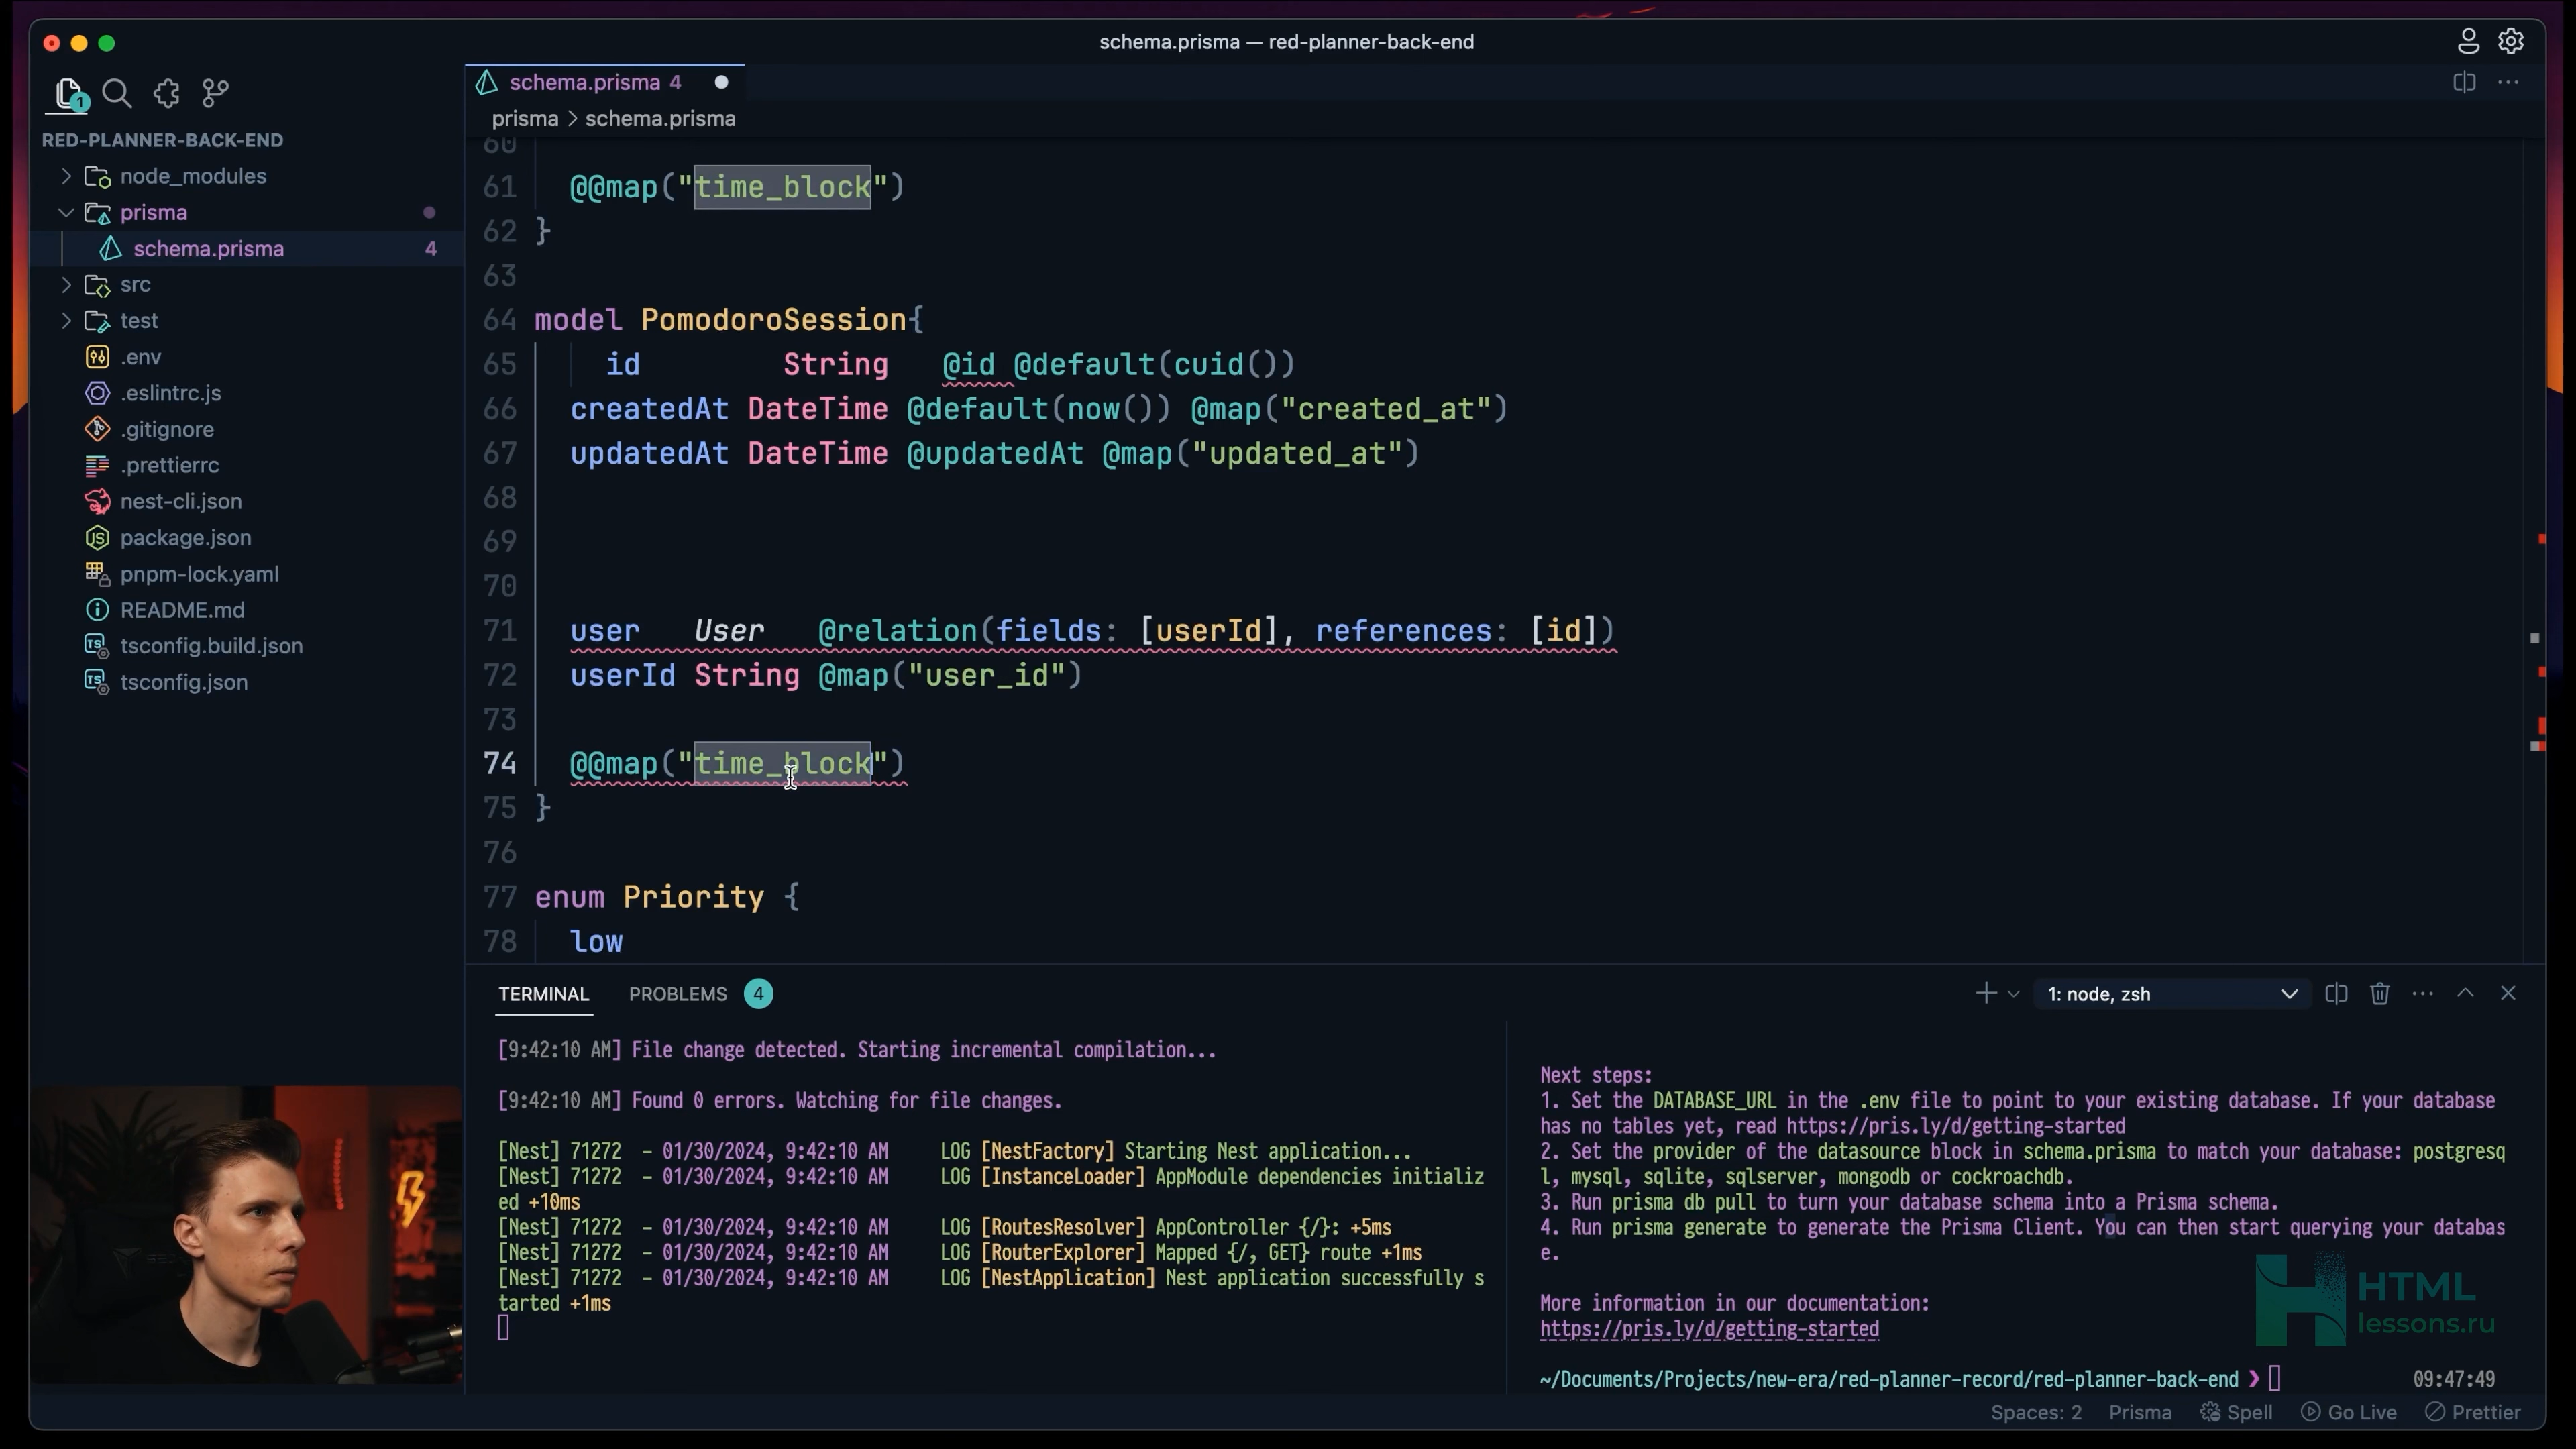 schema.prisma — red-planner-back-end
1
RED-PLANNER-BACK-END
node_modules
prisma
schema.prisma 4
src
test
.env
.eslintrc.js
.gitignore
.prettierrc
nest-cli.json
package.json
pnpm-lock.yaml
README.md
tsconfig.build.json
tsconfig.json
schema.prisma 4
prisma > schema.prisma
60
61 @@map("time_block")
62 }
63
64 model PomodoroSession{
65 id String @id @default(cuid())
66 createdAt DateTime @default(now()) @map("created_at")
67 updatedAt DateTime @updatedAt @map("updated_at")
68
69
70
71 user User @relation(fields: [userId], references: [id])
72 userId String @map("user_id")
73
74 @@map("time_block")
75 }
76
77 enum Priority {
78 low
TERMINAL PROBLEMS 4
1: node, zsh
[9:42:10 AM] File change detected. Starting incremental compilation...
[9:42:10 AM] Found 0 errors. Watching for file changes.
[Nest] 71272 - 01/30/2024, 9:42:10 AM LOG [NestFactory] Starting Nest application...
[Nest] 71272 - 01/30/2024, 9:42:10 AM LOG [InstanceLoader] AppModule dependencies initializ
ed +10ms
[Nest] 71272 - 01/30/2024, 9:42:10 AM LOG [RoutesResolver] AppController {/}: +5ms
[Nest] 71272 - 01/30/2024, 9:42:10 AM LOG [RouterExplorer] Mapped {/, GET} route +1ms
[Nest] 71272 - 01/30/2024, 9:42:10 AM LOG [NestApplication] Nest application successfully s
tarted +1ms
Next steps:
1. Set the DATABASE_URL in the .env file to point to your existing database. If your database
has no tables yet, read https://pris.ly/d/getting-started
2. Set the provider of the datasource block in schema.prisma to match your database: postgresq
l, mysql, sqlite, sqlserver, mongodb or cockroachdb.
3. Run prisma db pull to turn your database schema into a Prisma schema.
4. Run prisma generate to generate the Prisma Client. You can then start querying your databas
e.
More information in our documentation:
https://pris.ly/d/getting-started
~/Documents/Projects/new-era/red-planner-record/red-planner-back-end ❯ 09:47:49
HTML
lessons.ru
Spaces: 2 Prisma Spell Go Live Prettier